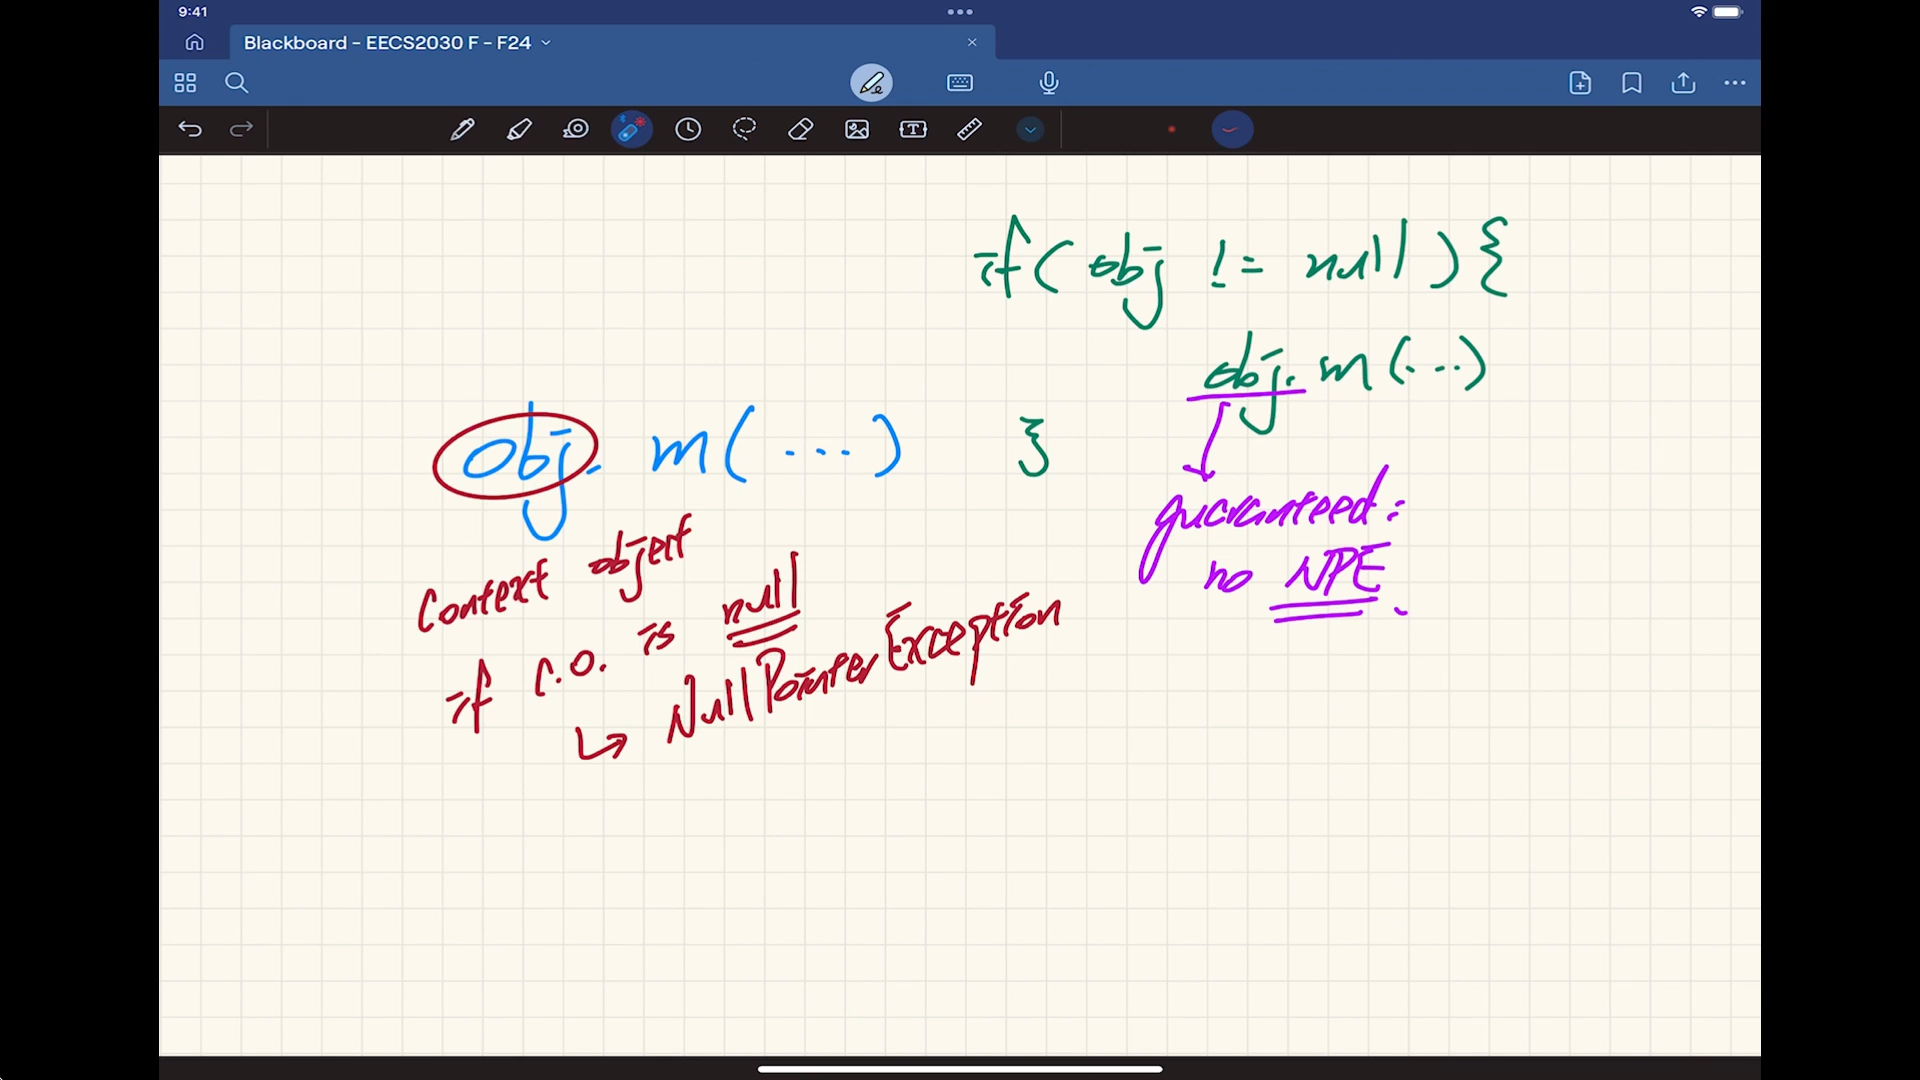 9:41
Blackboard - EECS2030 F - F24
if( obj != null ){
obj. m(...)
}
guaranteed:
no NPE.
obj. m( ... )
Context object
if c.o. is null
↳ NullPointerException